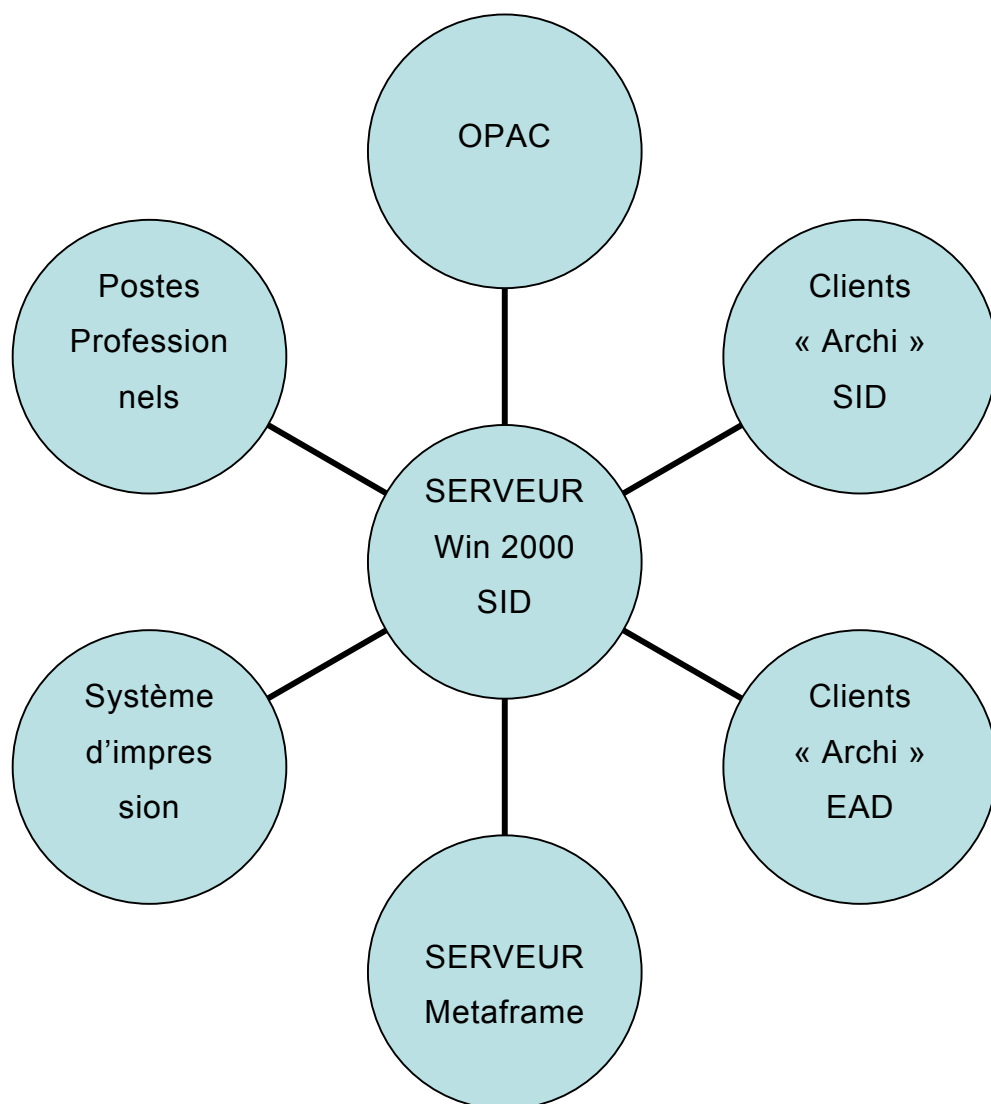 OPAC
Postes
Profession
nels
Clients
« Archi »
SID
SERVEUR
Win 2000
SID
Système
d’impres
sion
Clients
« Archi »
EAD
SERVEUR
Metaframe